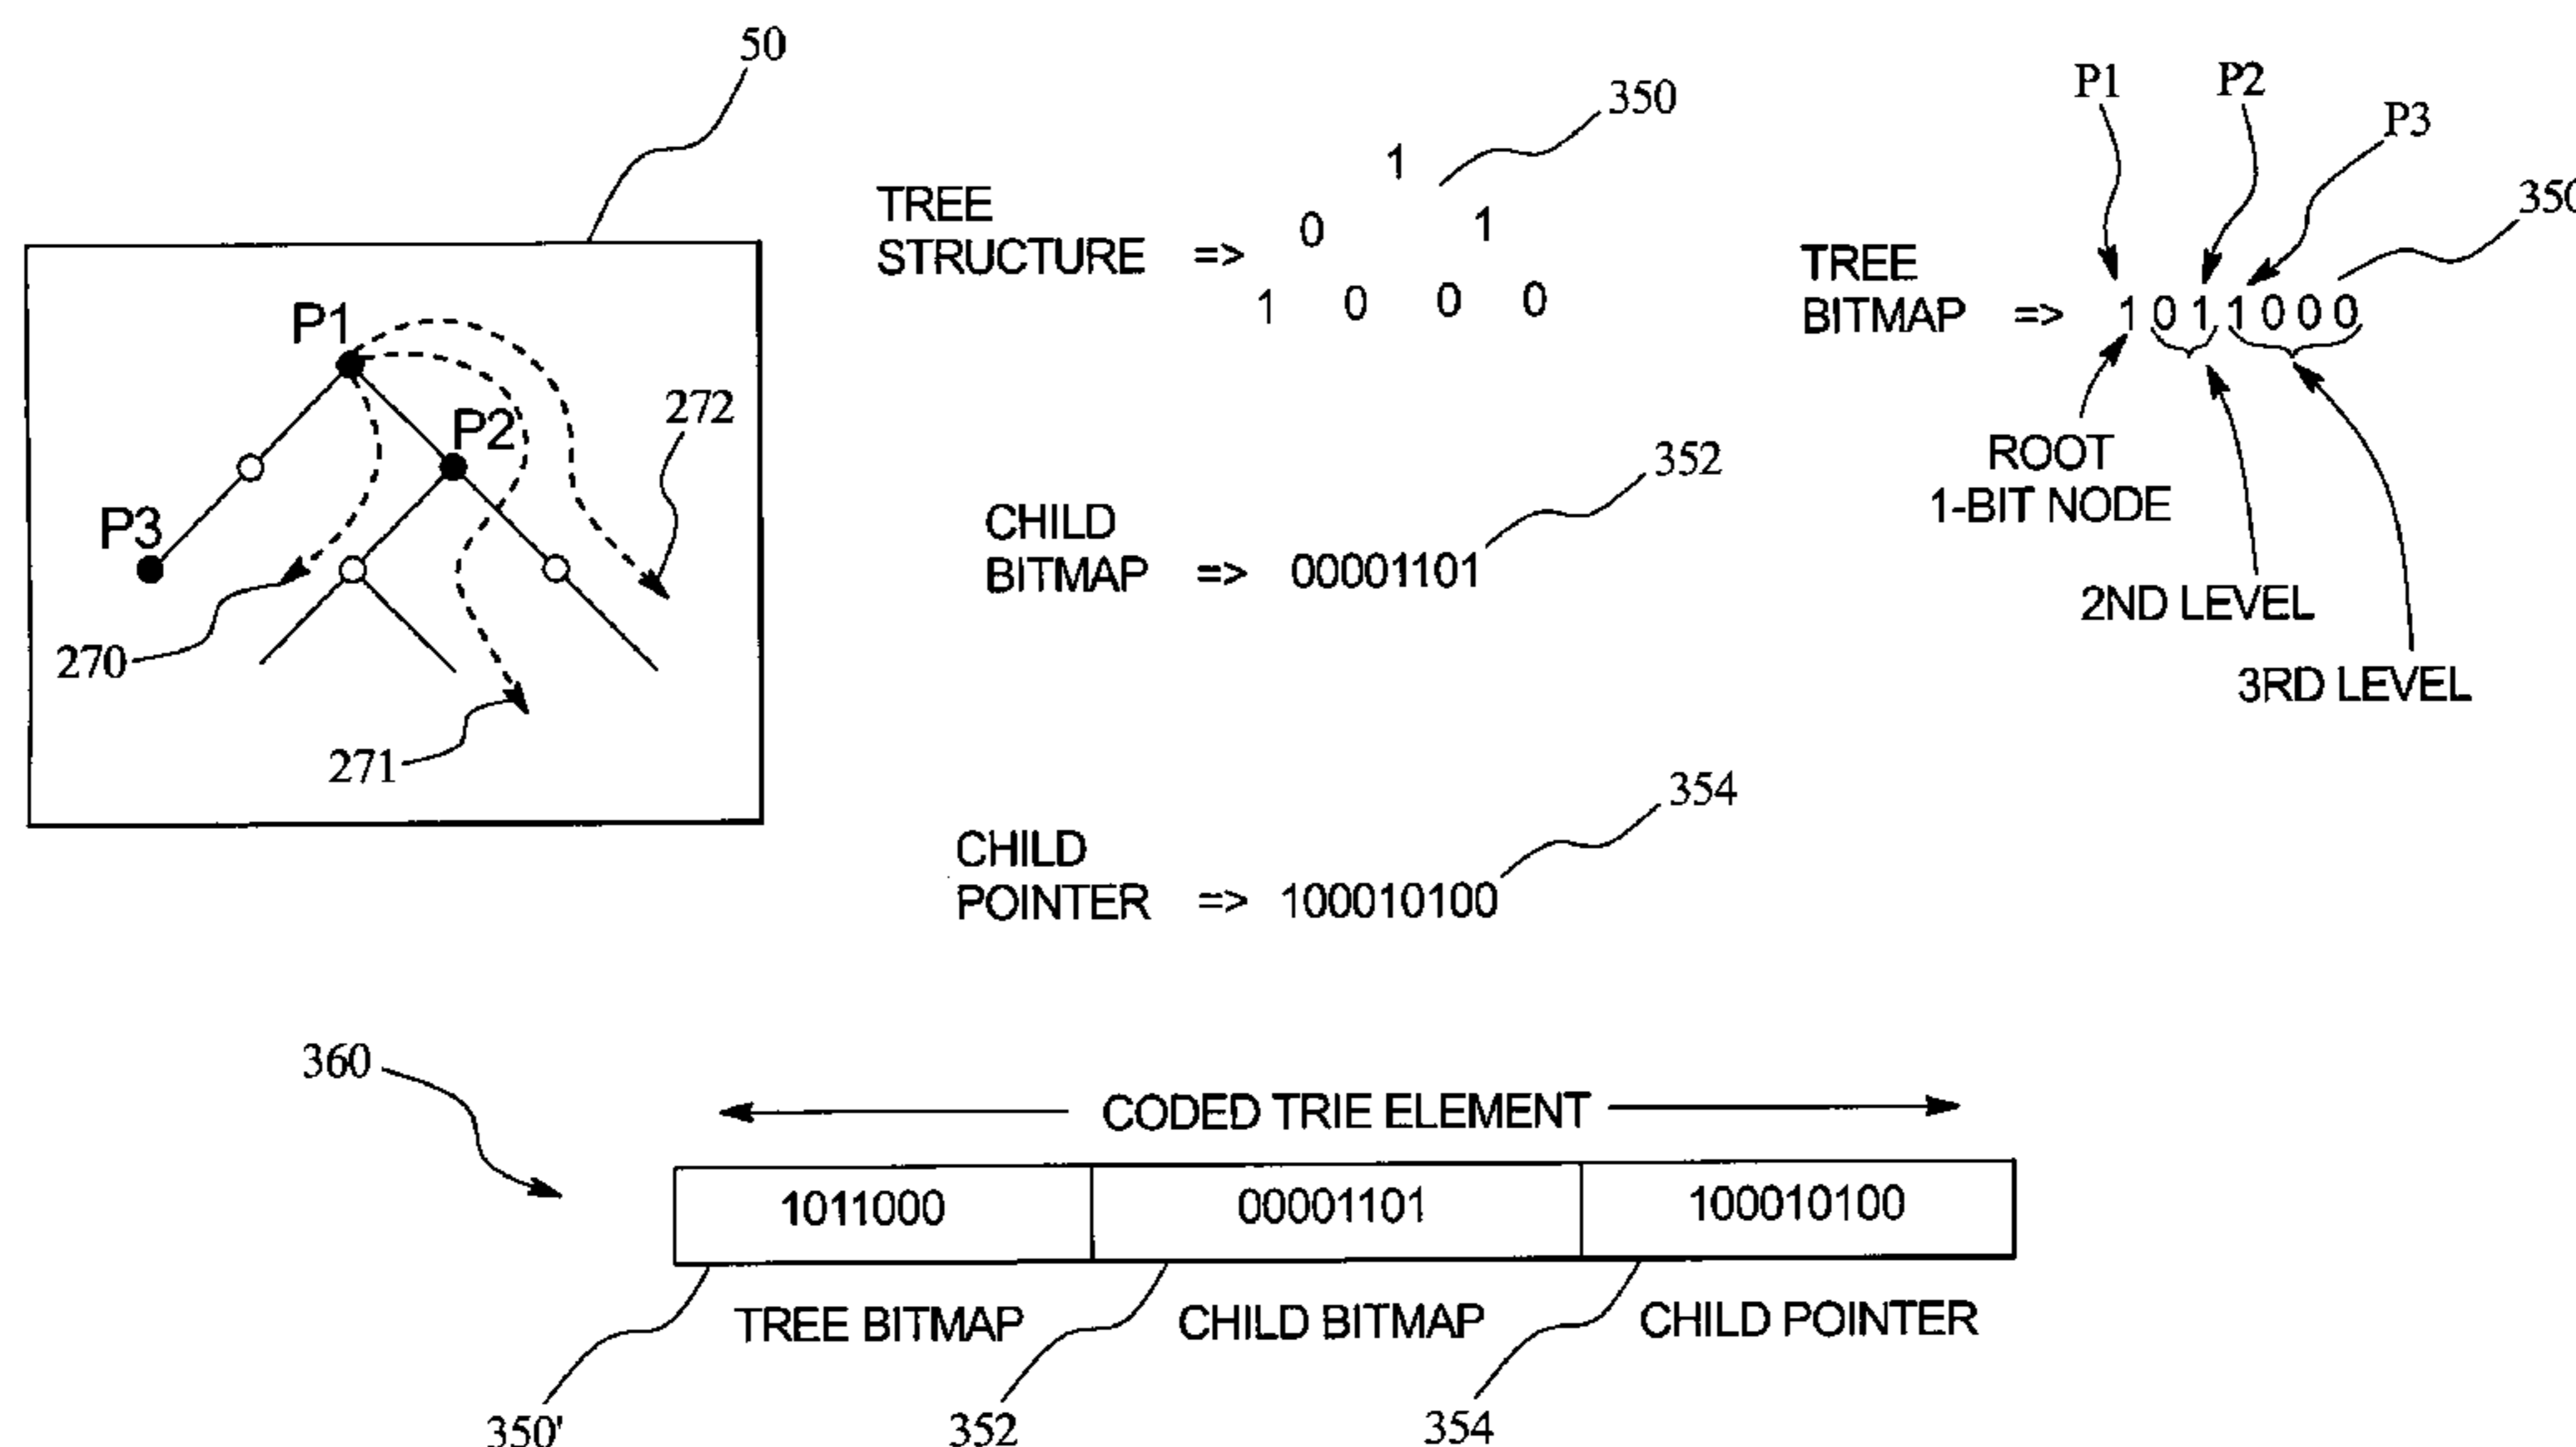 50
P1
P2
P3
270
271
272
TREE
STRUCTURE =>
1
0 1
1 0 0 0
350
P1 P2 P3
TREE
BITMAP => 1 0 1 1 0 0 0
ROOT
1-BIT NODE
2ND LEVEL
3RD LEVEL
CHILD
BITMAP => 00001101
352
CHILD
POINTER => 100010100
354
360
CODED TRIE ELEMENT
1011000 00001101 100010100
TREE BITMAP CHILD BITMAP CHILD POINTER
350' 352 354